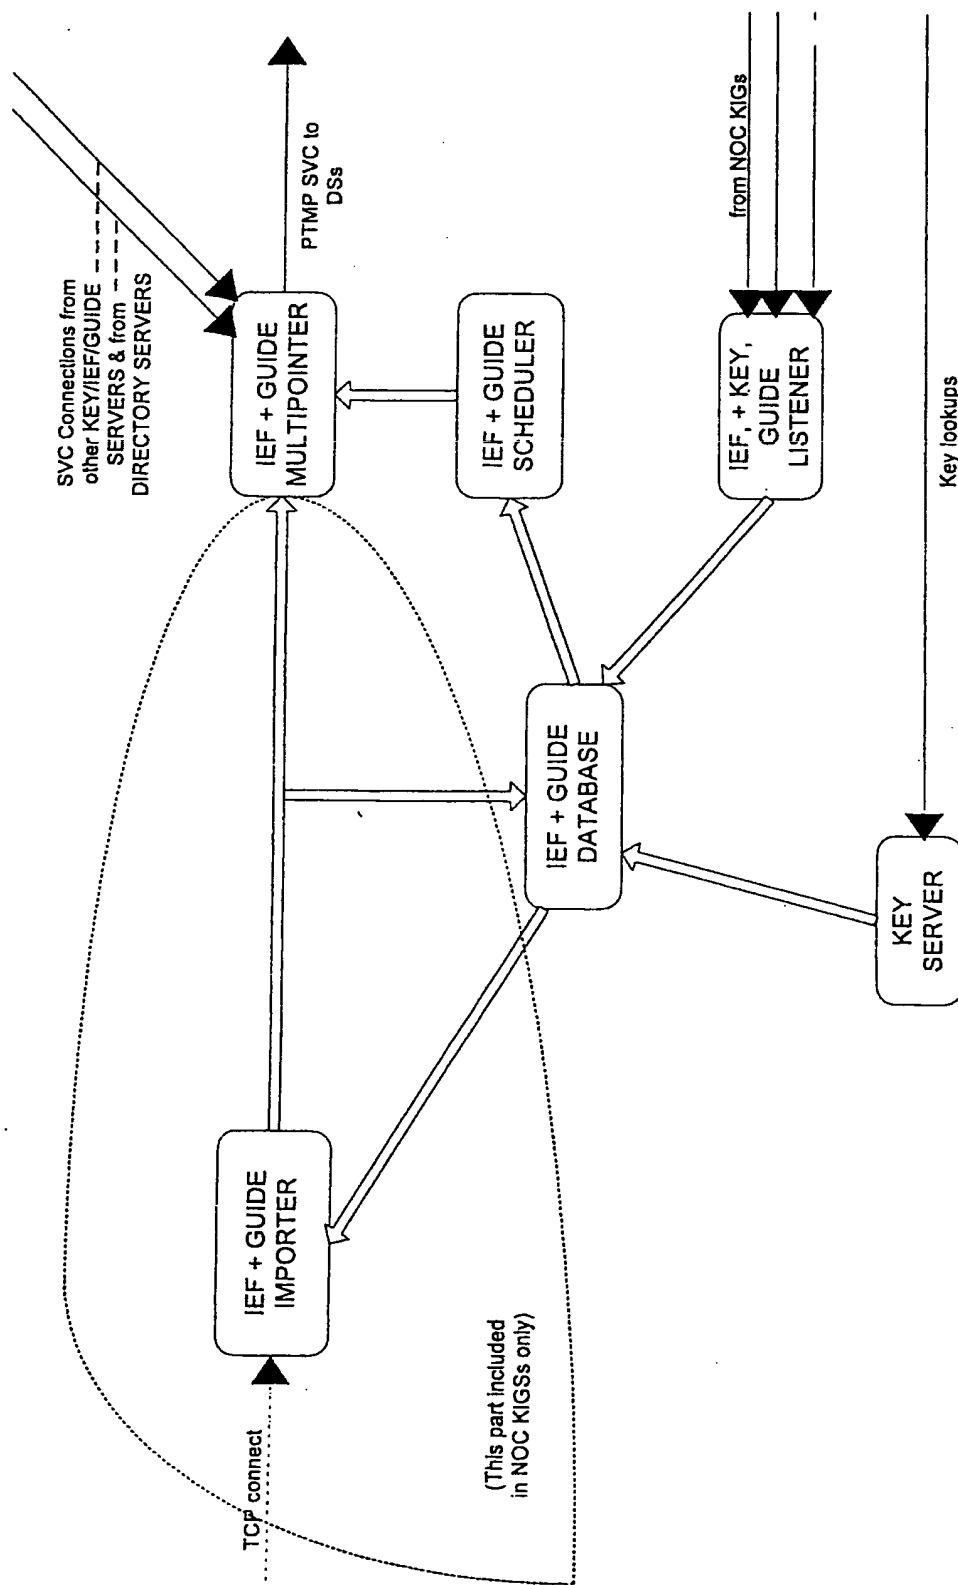 SVC Connections from
other KEY/IEF/GUIDE
SERVERS & from
DIRECTORY SERVERS
PTMP SVC to
DSs
IEF + GUIDE
MULTIPOINTER
IEF + GUIDE
SCHEDULER
from NOC KIGs
IEF, + KEY,
GUIDE
LISTENER
Key lookups
IEF + GUIDE
DATABASE
KEY
SERVER
IEF + GUIDE
IMPORTER
TCP connect
(This part included
in NOC KIGSs only)